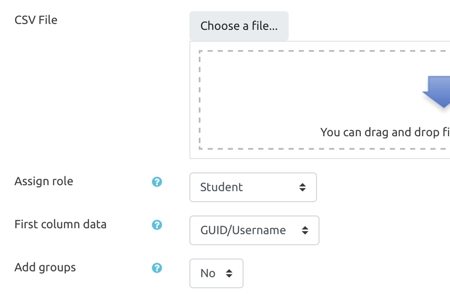 CSV File
Choose a file...
You can drag and drop fi
Assign role
Student
First column data
GUID/Username
Add groups
No